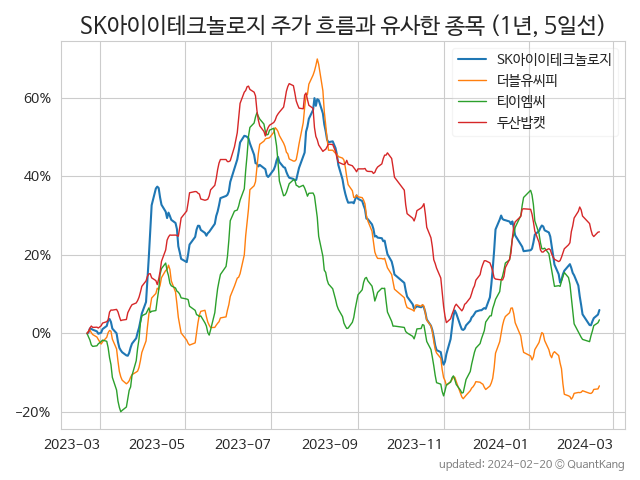 SK아이이테크놀로지 주가 흐름과 유사한 종목 (1년, 5일선)
SK아이이테크놀로지
더블유씨피
티이엠씨
두산밥캣
60%
40%
20%
0%
−20%
2023-03 2023-05 2023-07 2023-09 2023-11 2024-01 2024-03
updated: 2024-02-20 © QuantKang